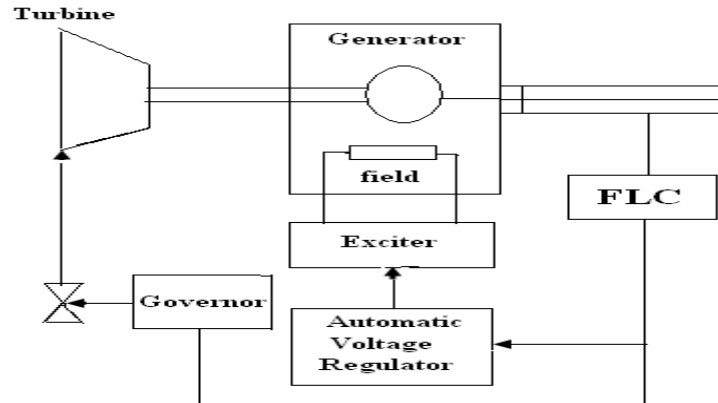 Turbine
Generator
field
FLC
Exciter
Governor
Automatic
Voltage
Regulator